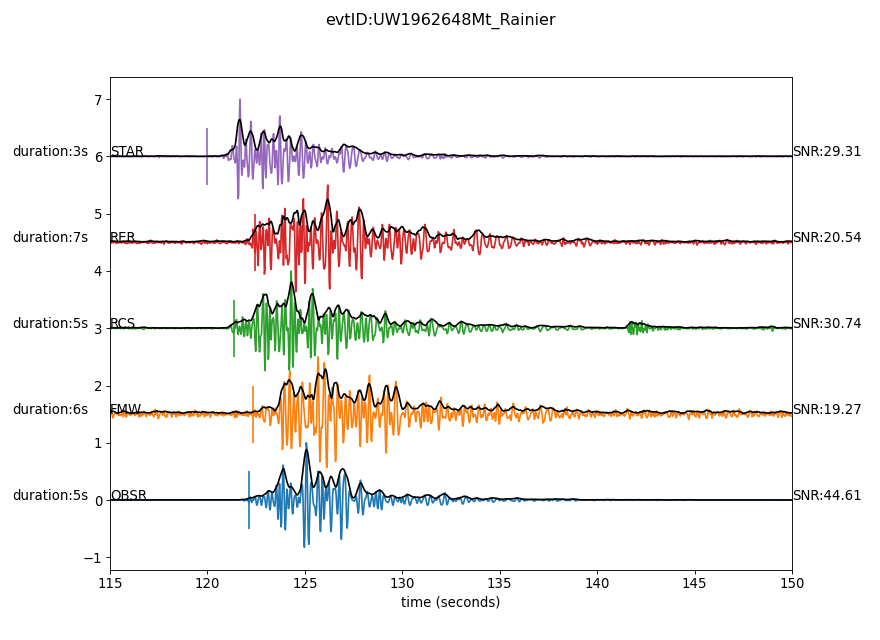 evtID:UW1962648Mt_Rainier
7
duration:3s STAR SNR:29.31
6
5
duration:7s RER SNR:20.54
4
duration:5s RCS SNR:30.74
3
2
duration:6s FMW SNR:19.27
1
duration:5s OBSR SNR:44.61
0
−1
115 120 125 130 135 140 145 150
time (seconds)